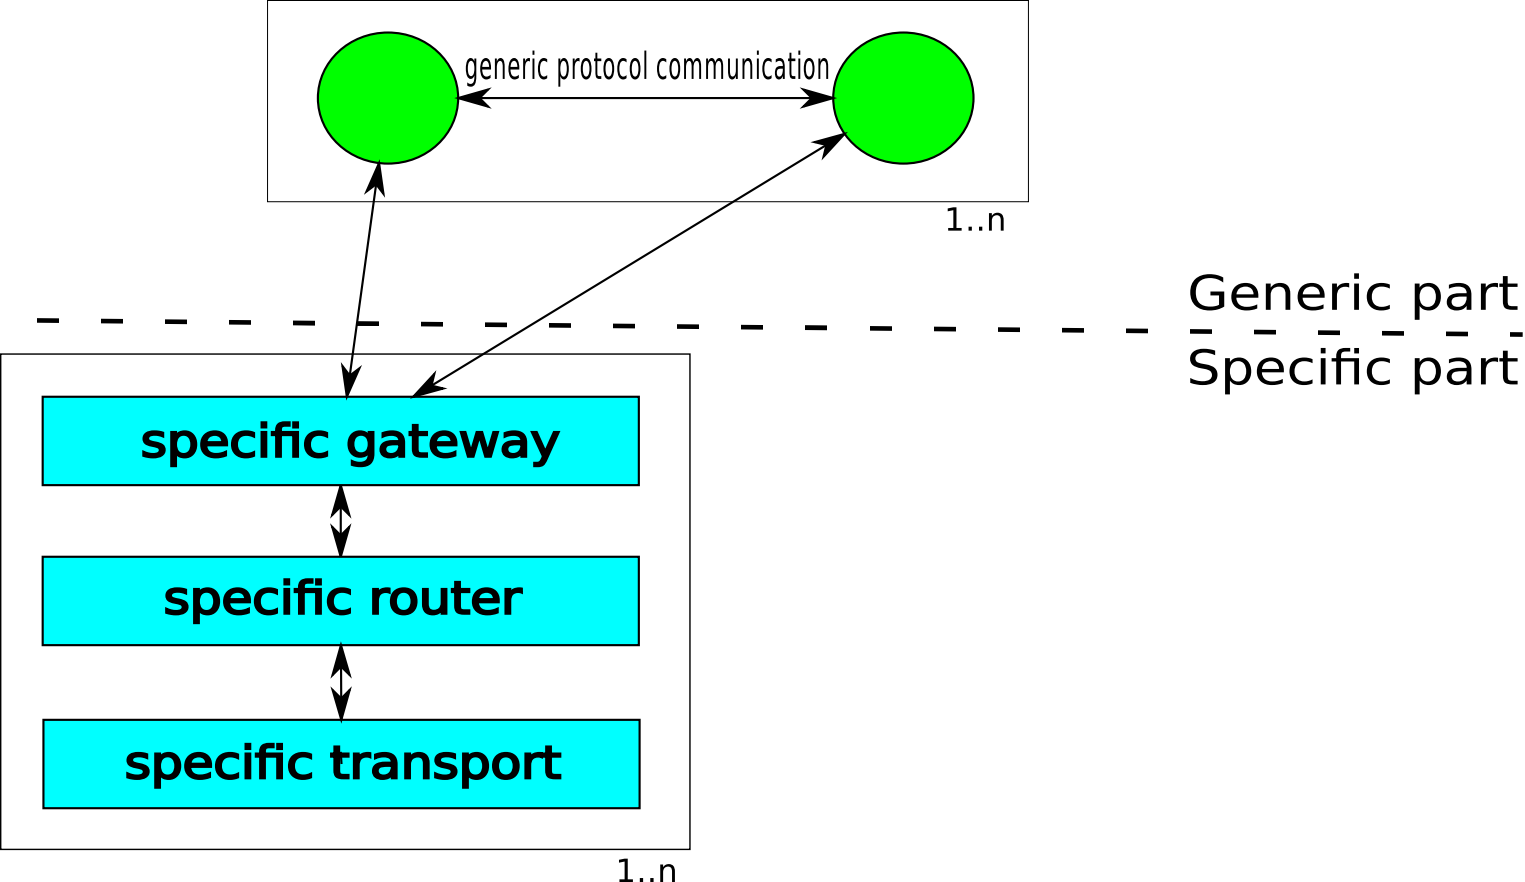 generic protocol communication
1..n
Generic part
Specific part
specific gateway
specific router
specific transport
1..n